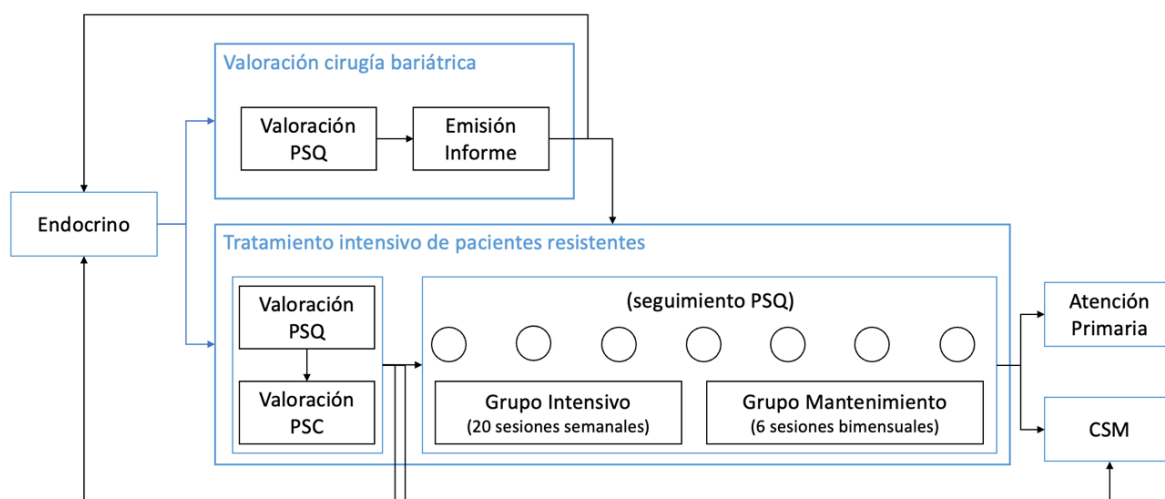 Valoración cirugía bariátrica
Valoración
PSQ
Emisión
Informe
Endocrino
Tratamiento intensivo de pacientes resistentes
Valoración
PSQ
Valoración
PSC
(seguimiento PSQ)
Grupo Intensivo
(20 sesiones semanales)
Grupo Mantenimiento
(6 sesiones bimensuales)
Atención
Primaria
CSM